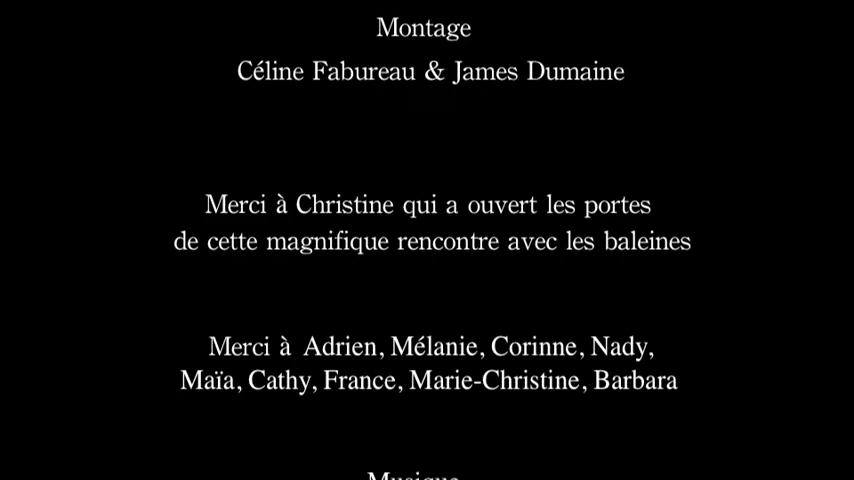 Montage
Céline Fabureau & James Dumaine
Merci à Christine qui a ouvert les portes
de cette magnifique rencontre avec les baleines
Merci à Adrien, Mélanie, Corinne, Nady,
Maïa, Cathy, France, Marie-Christine, Barbara
Musique